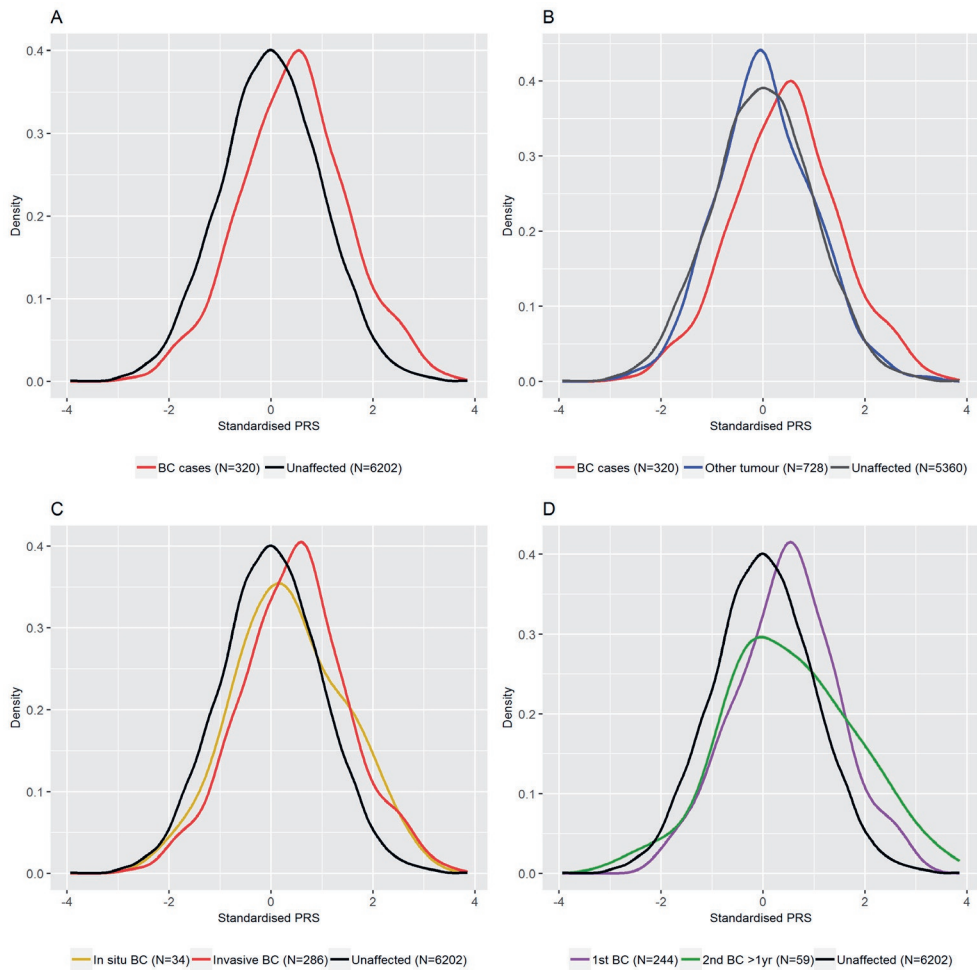 A
B
0.4
0.3
0.2
0.1
0.0
Density
-4 -2 0 2 4
Standardised PRS
BC cases (N=320) Unaffected (N=6202)
0.4
0.3
0.2
0.1
0.0
Density
-4 -2 0 2 4
Standardised PRS
BC cases (N=320) Other tumour (N=728) Unaffected (N=5360)
C
D
0.4
0.3
0.2
0.1
0.0
Density
-4 -2 0 2 4
Standardised PRS
In situ BC (N=34) Invasive BC (N=286) Unaffected (N=6202)
0.4
0.3
0.2
0.1
0.0
Density
-4 -2 0 2 4
Standardised PRS
1st BC (N=244) 2nd BC >1yr (N=59) Unaffected (N=6202)